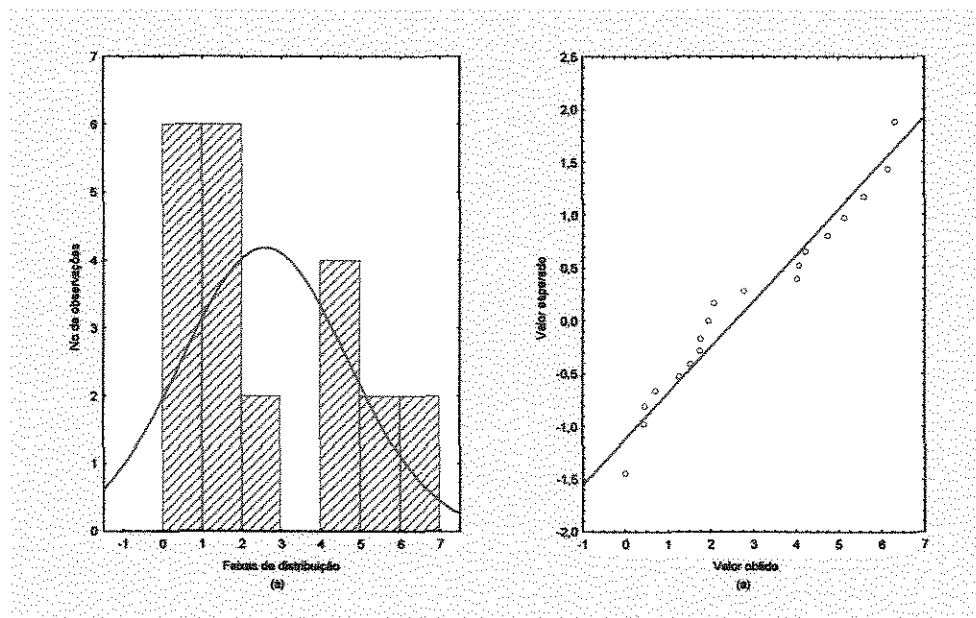 7
6
5
4
3
2
1
0
-1 0 1 2 3 4 5 6 7
No de observações
Faixas de distribuição
(a)
2,5
2,0
1,5
1,0
0,5
0,0
-0,5
-1,0
-1,5
-2,0
-1 0 1 2 3 4 5 6 7
Valor esperado
Valor obtido
(a)